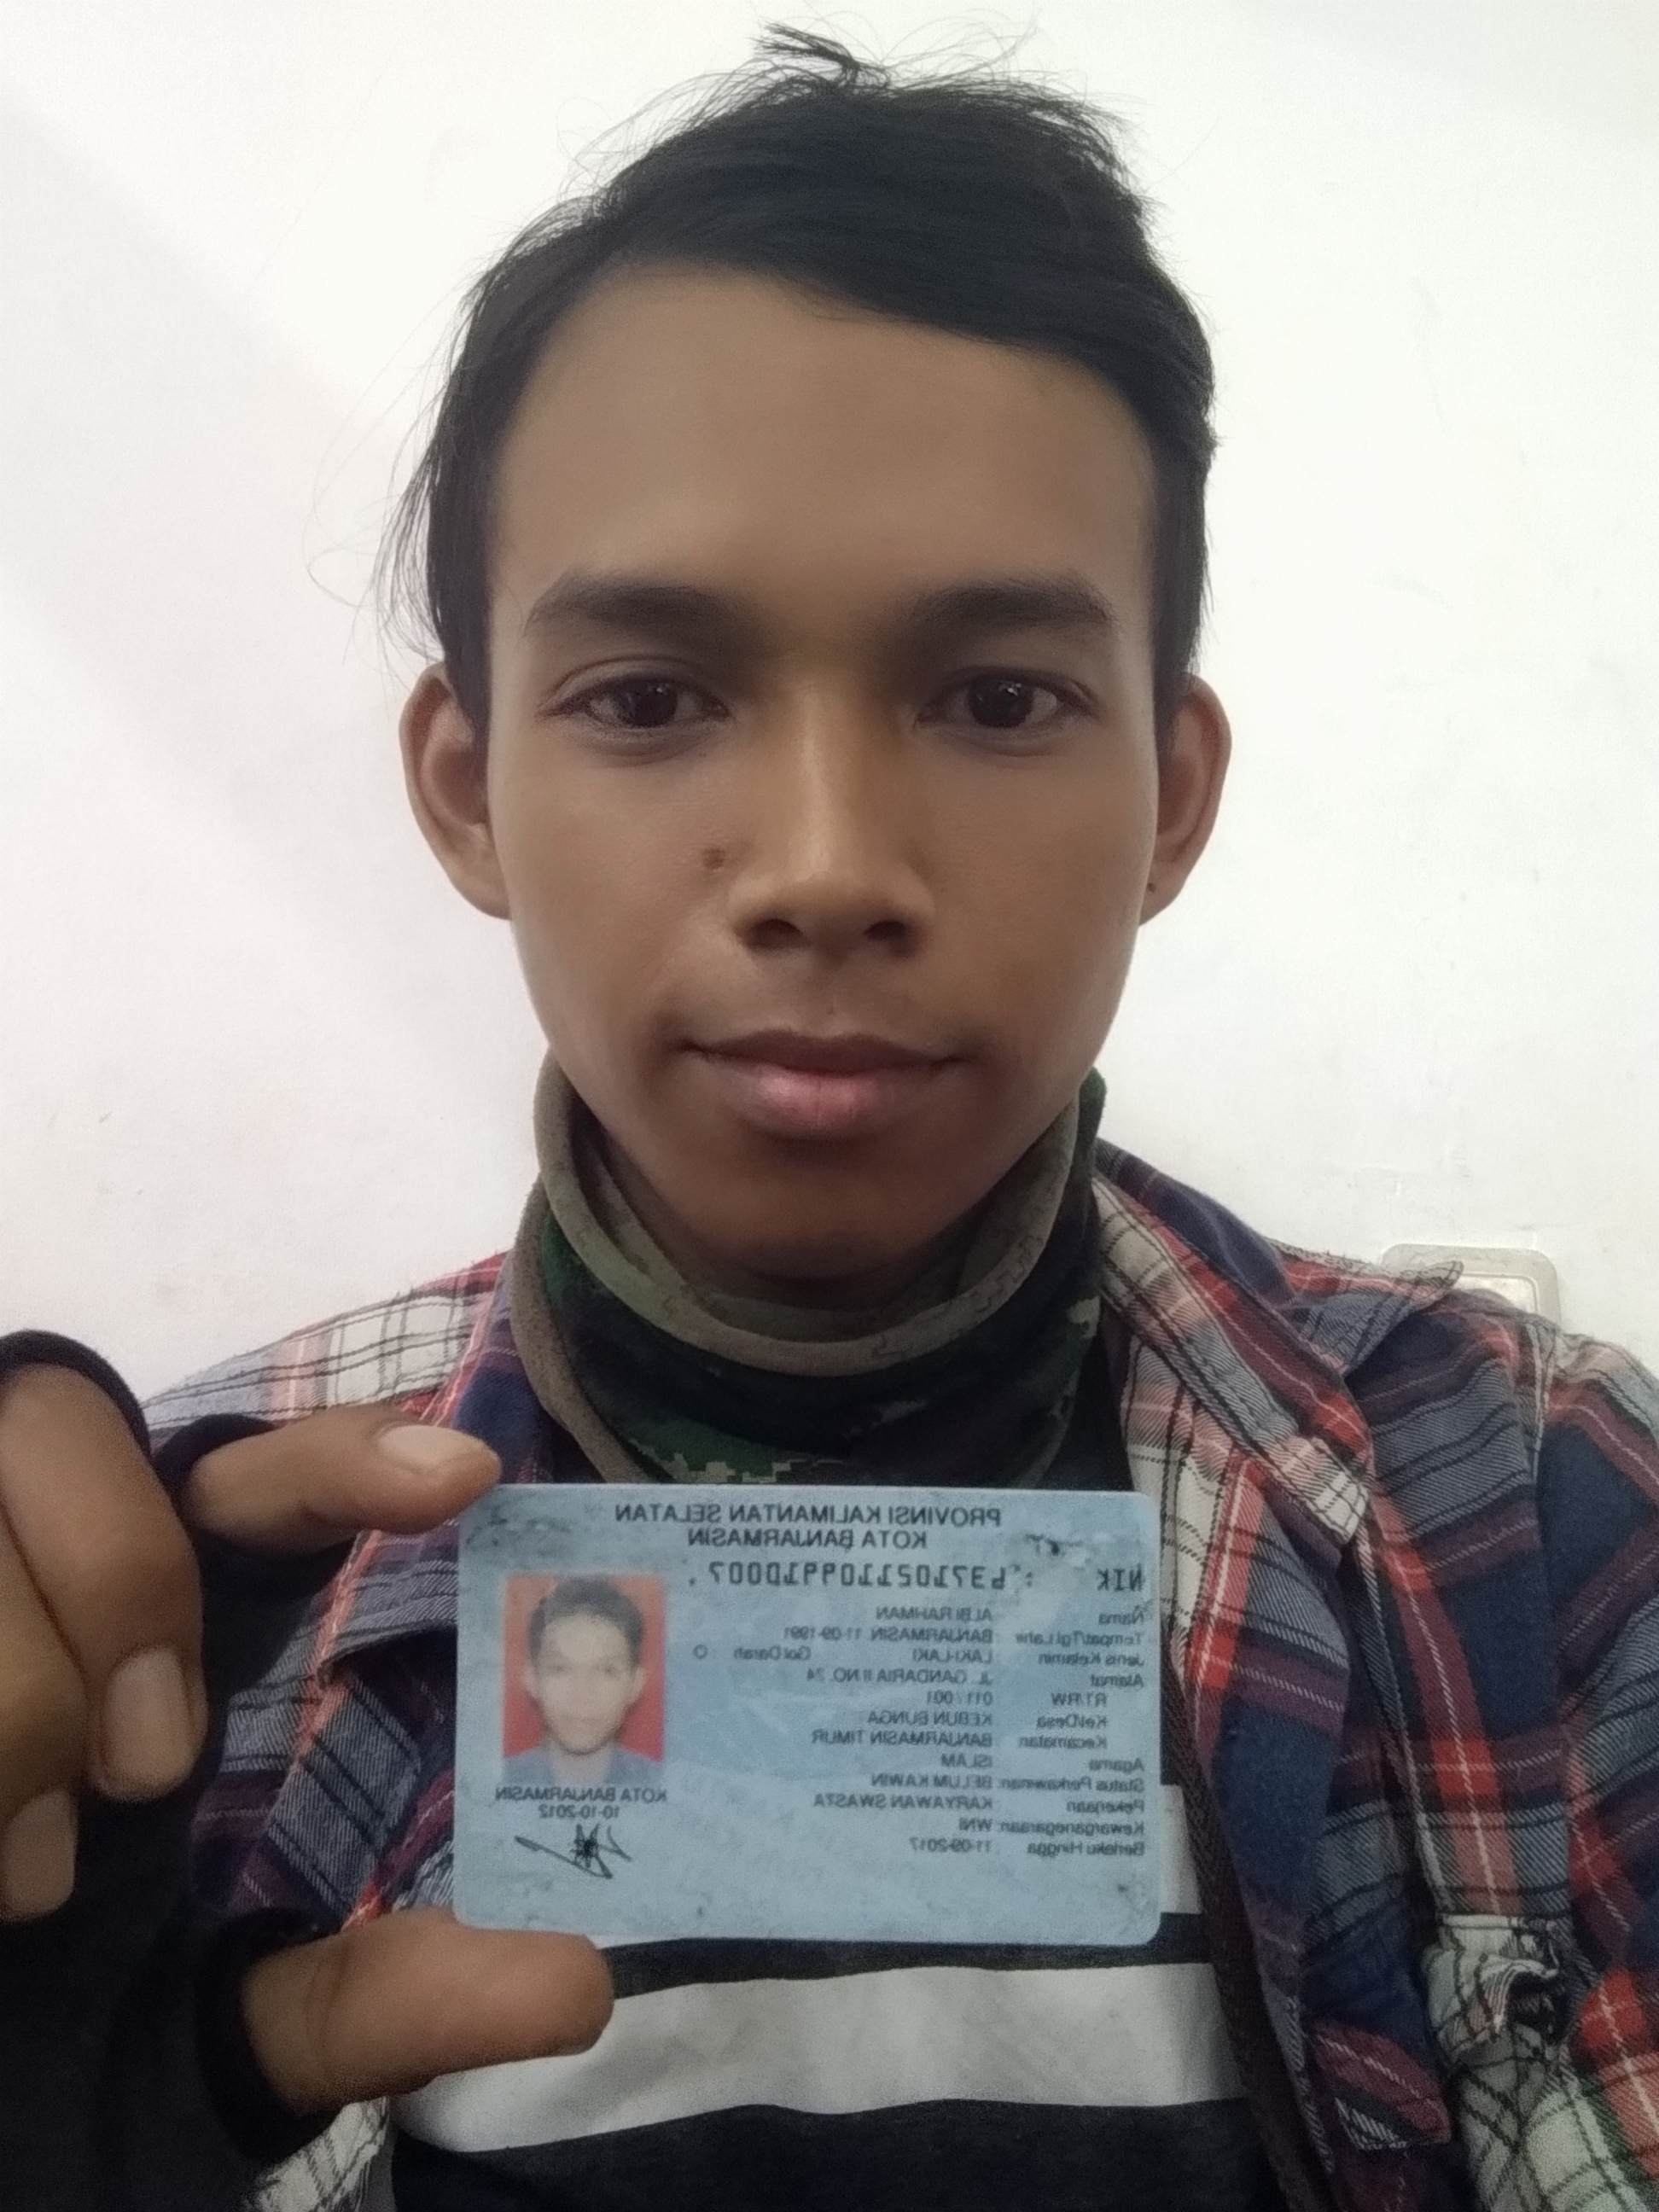 PROVINSI KALIMANTAN SELATAN
KOTA BANJARMASIN
NIK : 6371021109910007
Nama : ALBI RAHMAN
Tempat/Tgl Lahir : BANJARMASIN 11-09-1991
Jenis Kelamin : LAKI-LAKI Gol Darah O
Alamat : JL. GANDARIA II NO. 24
RT/RW : 011 / 001
Kel/Desa : KEBUN BUNGA
Kecamatan : BANJARMASIN TIMUR
Agama : ISLAM
Status Perkawinan: BELUM KAWIN
Pekerjaan : KARYAWAN SWASTA
Kewarganegaraan: WNI
Berlaku Hingga : 11-09-2017
KOTA BANJARMASIN
10-10-2012